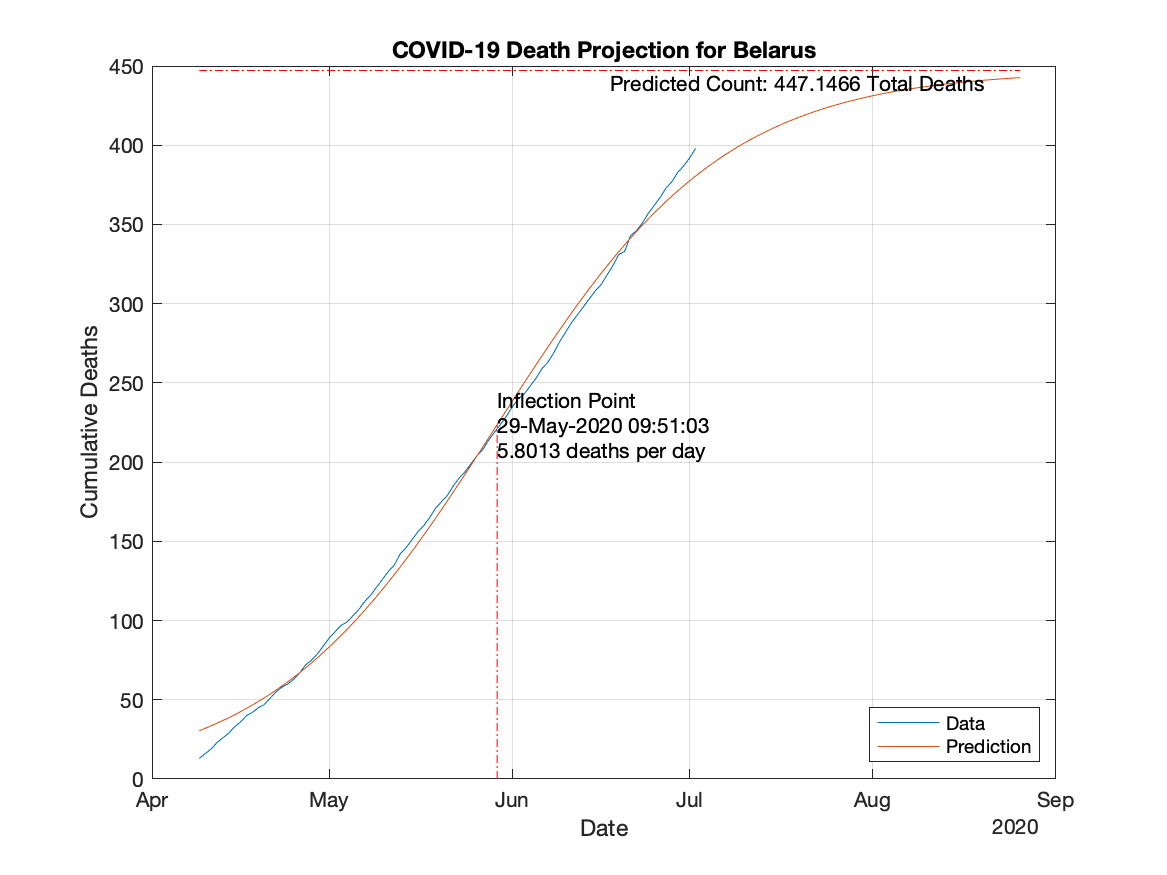 COVID-19 Death Projection for Belarus
Predicted Count: 447.1466 Total Deaths
450
400
350
300
250
200
150
100
50
0
Cumulative Deaths
Inflection Point
29-May-2020 09:51:03
5.8013 deaths per day
Data
Prediction
Apr May Jun Jul Aug Sep
Date
2020